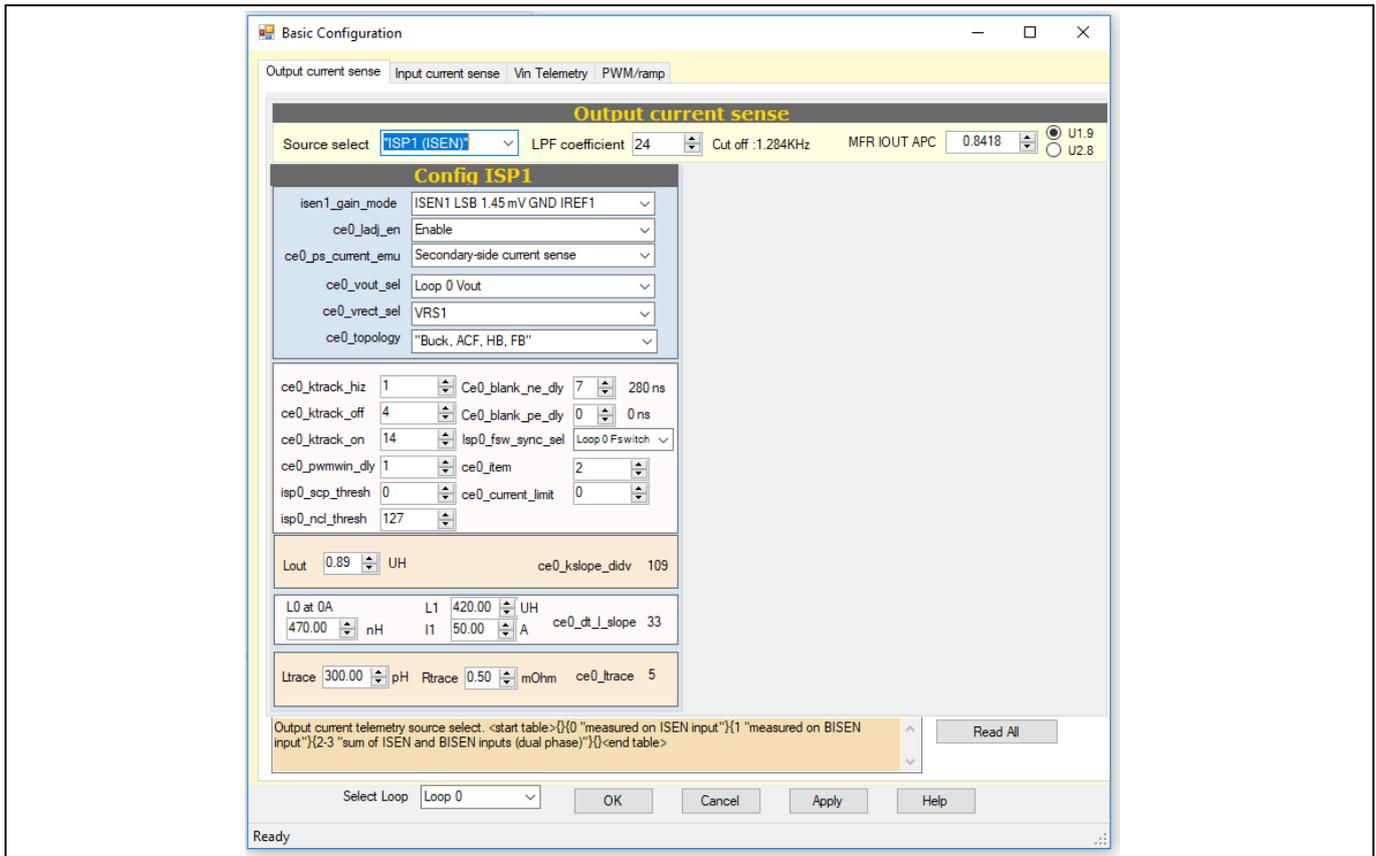 Basic Configuration
Output current sense Input current sense Vin Telemetry PWM/ramp
Output current sense
Source select "ISP1 (ISEN)" LPF coefficient 24 Cut off :1.284KHz MFR IOUT APC 0.8418 U1.9
U2.8
Config ISP1
isen1_gain_mode ISEN1 LSB 1.45 mV GND IREF1
ce0_ladj_en Enable
ce0_ps_current_emu Secondary-side current sense
ce0_vout_sel Loop 0 Vout
ce0_vrect_sel VRS1
ce0_topology "Buck, ACF, HB, FB"
ce0_ktrack_hiz 1 Ce0_blank_ne_dly 7 280 ns
ce0_ktrack_off 4 Ce0_blank_pe_dly 0 0 ns
ce0_ktrack_on 14 Isp0_fsw_sync_sel Loop 0 Fswitch
ce0_pwmwin_dly 1 ce0_item 2
isp0_scp_thresh 0 ce0_current_limit 0
isp0_ncl_thresh 127
Lout 0.89 UH ce0_kslope_didv 109
L0 at 0A L1 420.00 UH
470.00 nH I1 50.00 A ce0_dt_l_slope 33
Ltrace 300.00 pH Rtrace 0.50 mOhm ce0_ltrace 5
Output current telemetry source select. <start table>{}{0 "measured on ISEN input"}{1 "measured on BISEN
input"}{2-3 "sum of ISEN and BISEN inputs (dual phase)"}{}<end table>
Read All
Select Loop Loop 0 OK Cancel Apply Help
Ready